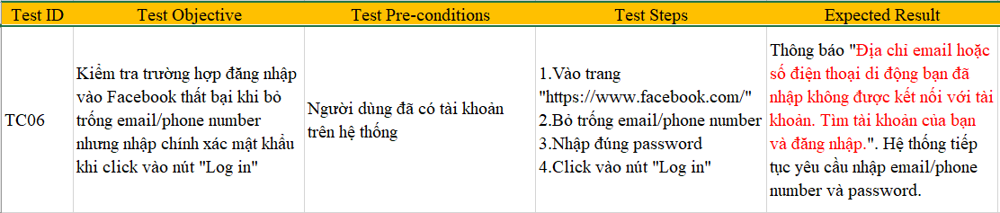 Test ID Test Objective Test Pre-conditions Test Steps Expected Result
TC06
Kiểm tra trường hợp đăng nhập
vào Facebook thất bại khi bỏ
trống email/phone number
nhưng nhập chính xác mật khẩu
khi click vào nút "Log in"
Người dùng đã có tài khoản
trên hệ thống
1.Vào trang
"https://www.facebook.com/"
2.Bỏ trống email/phone number
3.Nhập đúng password
4.Click vào nút "Log in"
Thông báo "Địa chỉ email hoặc
số điện thoại di động bạn đã
nhập không được kết nối với tài
khoản. Tìm tài khoản của bạn
và đăng nhập.". Hệ thống tiếp
tục yêu cầu nhập email/phone
number và password.